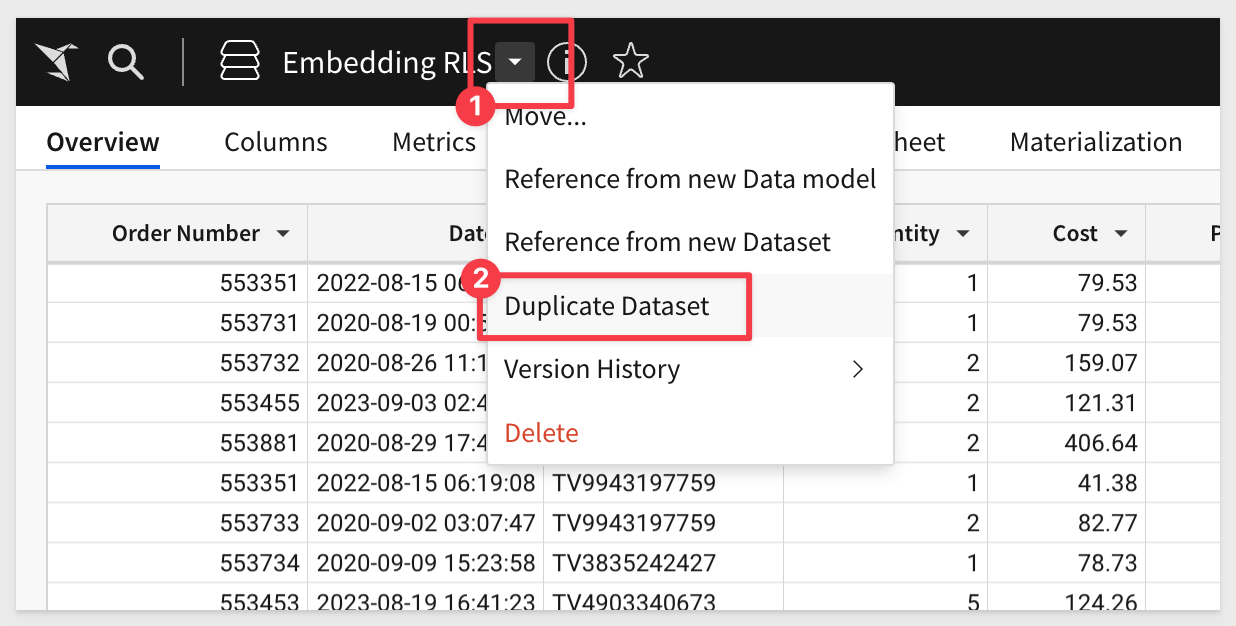 Embedding RLS
1
Move...
Overview Columns Metrics heet Materialization
Reference from new Data model
Order Number Date ntity Cost P
Reference from new Dataset
553351 2022-08-15 06 1 79.53
2
Duplicate Dataset
553731 2020-08-19 00: 1 79.53
553732 2020-08-26 11:1 2 159.07
Version History
553455 2023-09-03 02:4 2 121.31
Delete
553881 2020-08-29 17:4 2 406.64
553351 2022-08-15 06:19:08 TV9943197759 1 41.38
553733 2020-09-02 03:07:47 TV9943197759 2 82.77
553734 2020-09-09 15:23:58 TV3835242427 1 78.73
553453 2023-08-19 16:41:23 TV4903340673 5 124.26